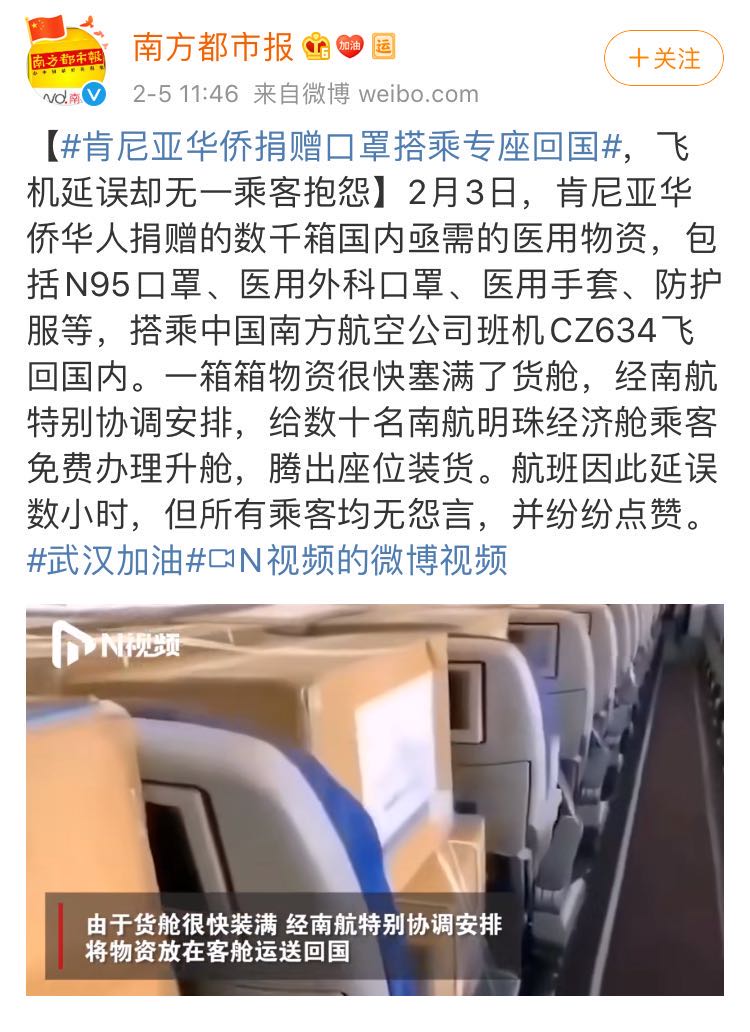 南方都市报
南方都市報
加油
运
+关注
2-5 11:46 来自微博 weibo.com
【#肯尼亚华侨捐赠口罩搭乘专座回国#，飞
机延误却无一乘客抱怨】2月3日，肯尼亚华
侨华人捐赠的数千箱国内亟需的医用物资，包
括N95口罩、医用外科口罩、医用手套、防护
服等，搭乘中国南方航空公司班机CZ634飞
回国内。一箱箱物资很快塞满了货舱，经南航
特别协调安排，给数十名南航明珠经济舱乘客
免费办理升舱，腾出座位装货。航班因此延误
数小时，但所有乘客均无怨言，并纷纷点赞。
#武汉加油#N视频的微博视频
N视频
由于货舱很快装满 经南航特别协调安排
将物资放在客舱运送回国